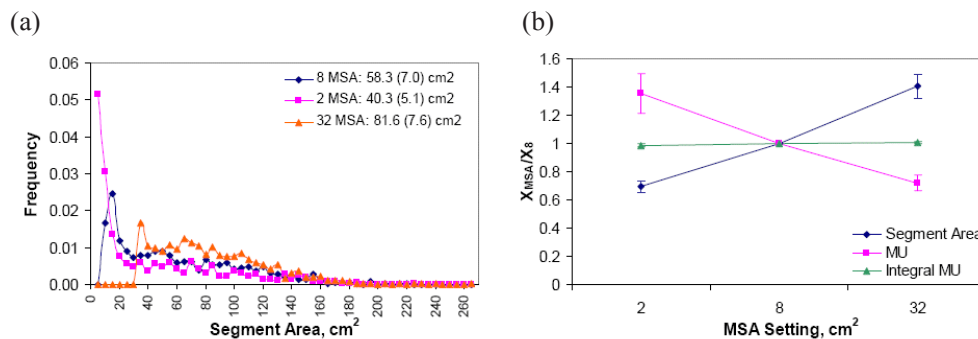 (a)
(b)
0.06
0.05
0.04
0.03
0.02
0.01
0.00
Frequency
8 MSA: 58.3 (7.0) cm2
2 MSA: 40.3 (5.1) cm2
32 MSA: 81.6 (7.6) cm2
0 20 40 60 80 100 120 140 160 180 200 220 240 260
Segment Area, cm²
1.6
1.4
1.2
1
0.8
0.6
0.4
0.2
0
X_MSA/X_8
Segment Area
MU
Integral MU
2 8 32
MSA Setting, cm²